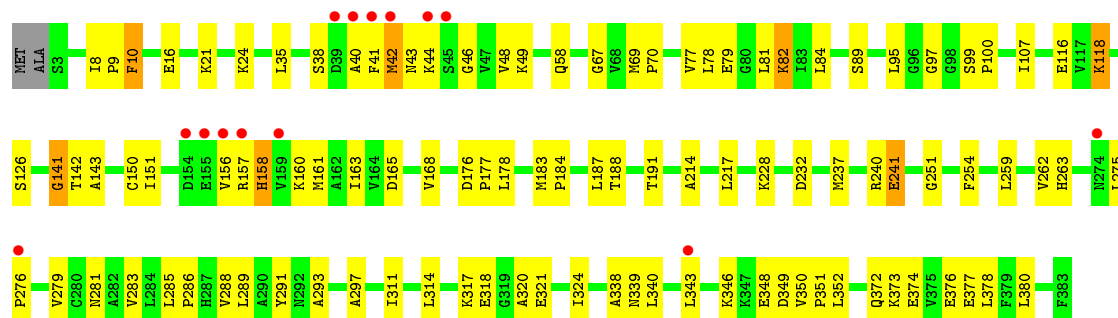 MET ALA S3 I8 P9 F10 E16 K21 K24 L35 S38 D39 A40 F41 M42 N43 K44 S45 G46 V47 V48 K49 Q58 G67 V68 M69 P70 V77 L78 E79 G80 L81 K82 I83 L84 S89 L95 G96 G97 G98 S99 P100 I107 E116 V117 K118
S126 G141 T142 A143 C150 I151 D154 E155 V156 R157 H158 V159 K160 M161 A162 I163 V164 D165 V168 D176 P177 L178 M183 P184 L187 T188 T191 A214 L217 K228 D232 M237 R240 E241 G251 F254 L259 V262 H263 N274 L275
P276 V279 C280 N281 A282 V283 L284 L285 P286 H287 V288 L289 A290 Y291 N292 A293 A297 I311 L314 K317 E318 G319 A320 E321 I324 A338 N339 L340 L343 K346 K347 E348 D349 V350 P351 L352 Q372 K373 E374 V375 E376 E377 L378 F379 L380 F383